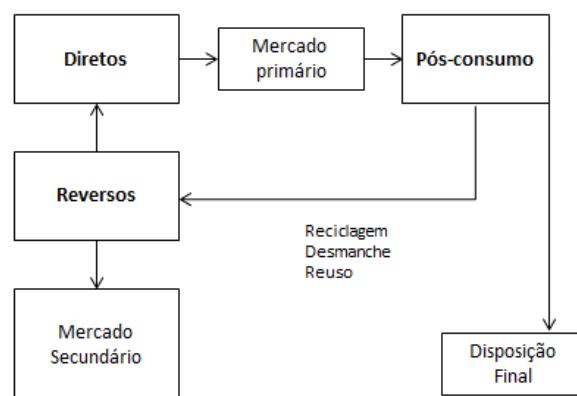 Diretos
Mercado
primário
Pós-consumo
Reversos
Reciclagem
Desmanche
Reuso
Mercado
Secundário
Disposição
Final